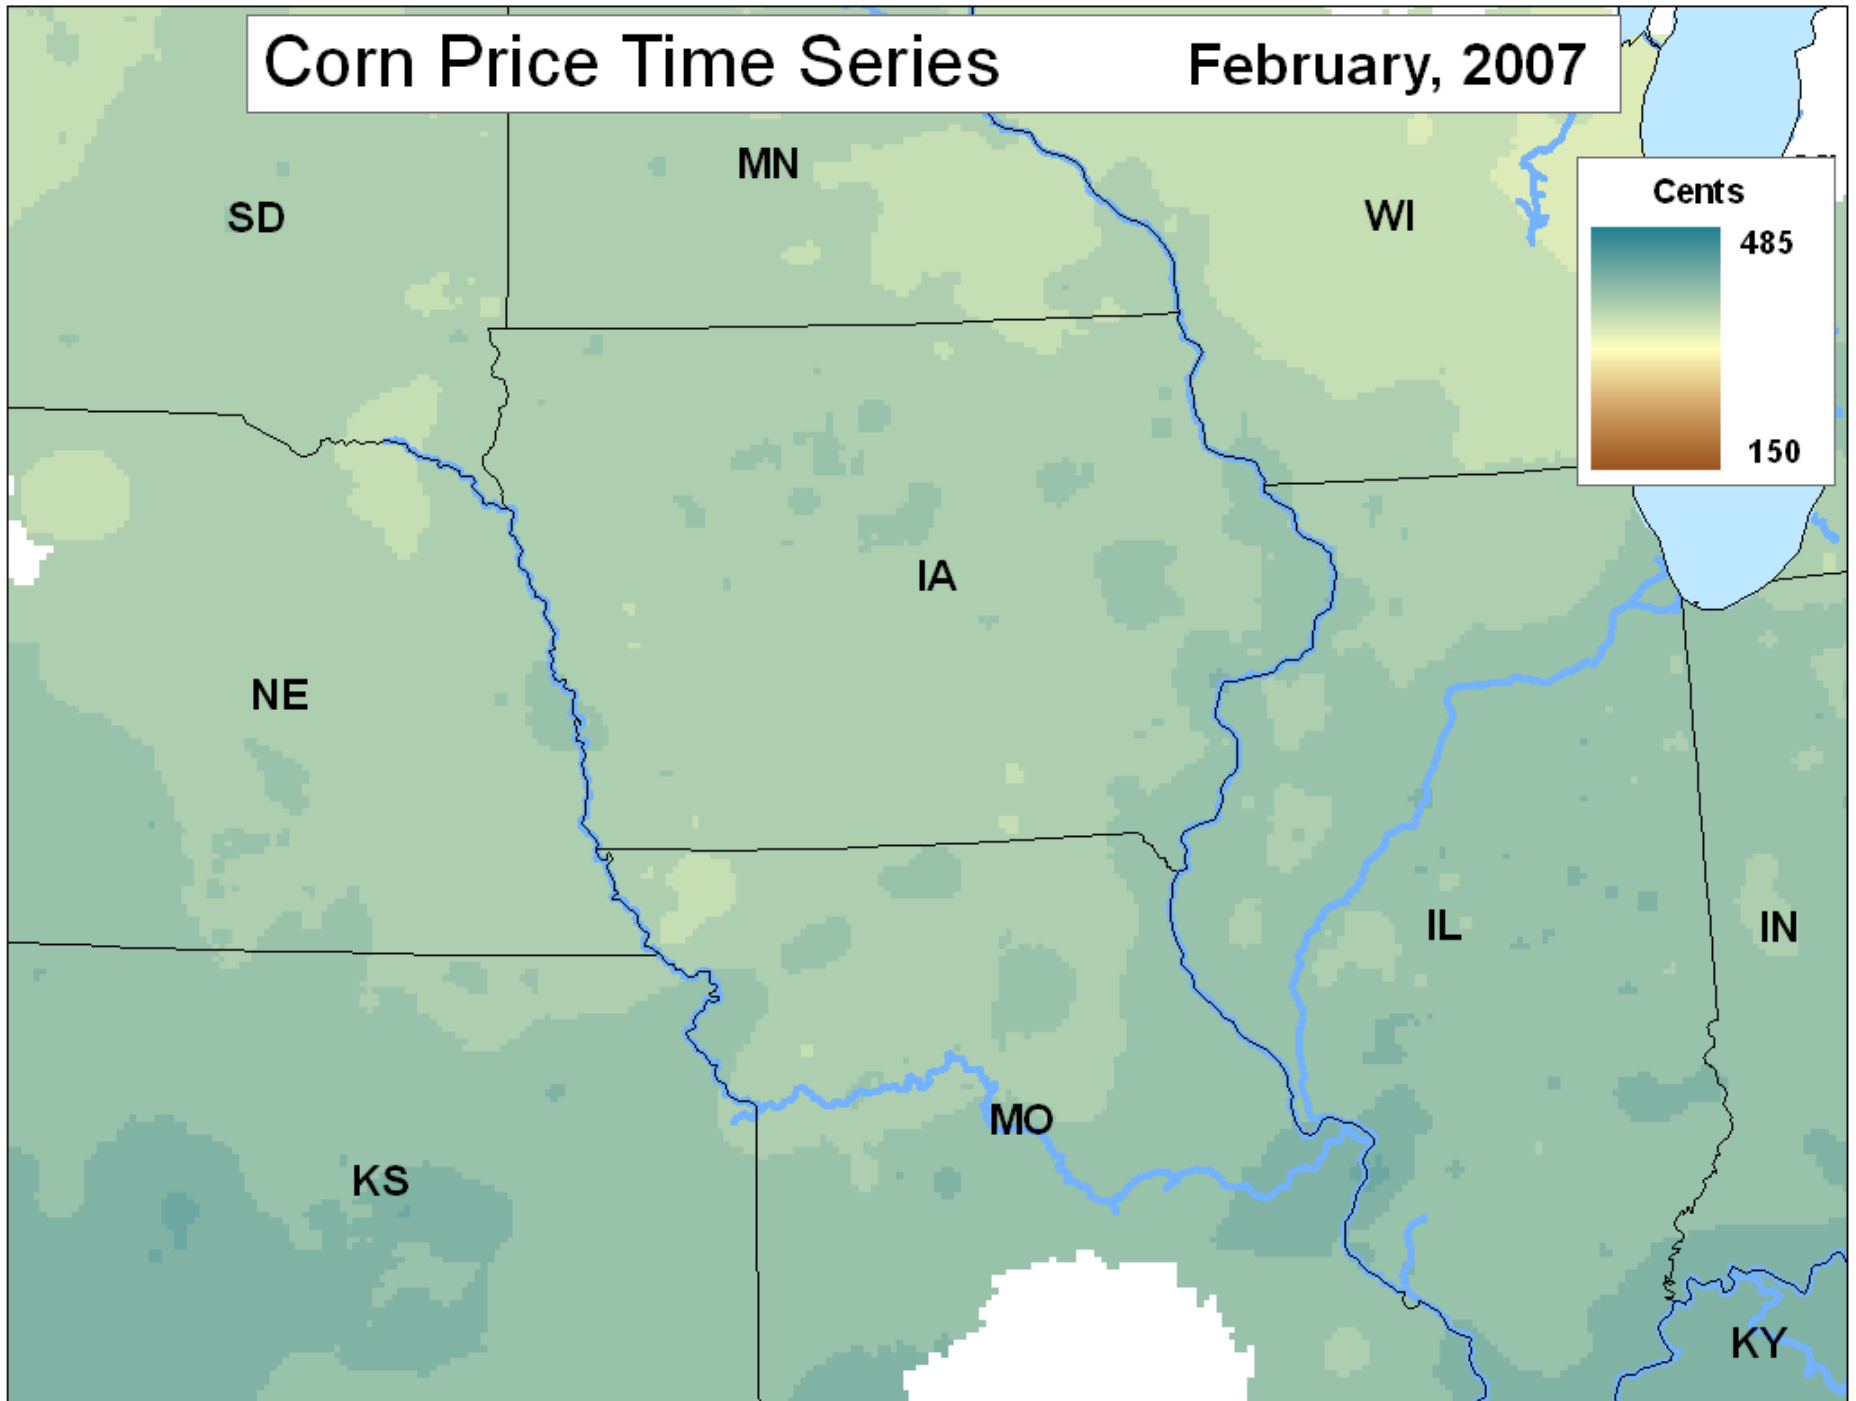 Corn Price Time Series February, 2007
MN
SD
WI
Cents
485
150
IA
NE
IL
IN
MO
KS
KY